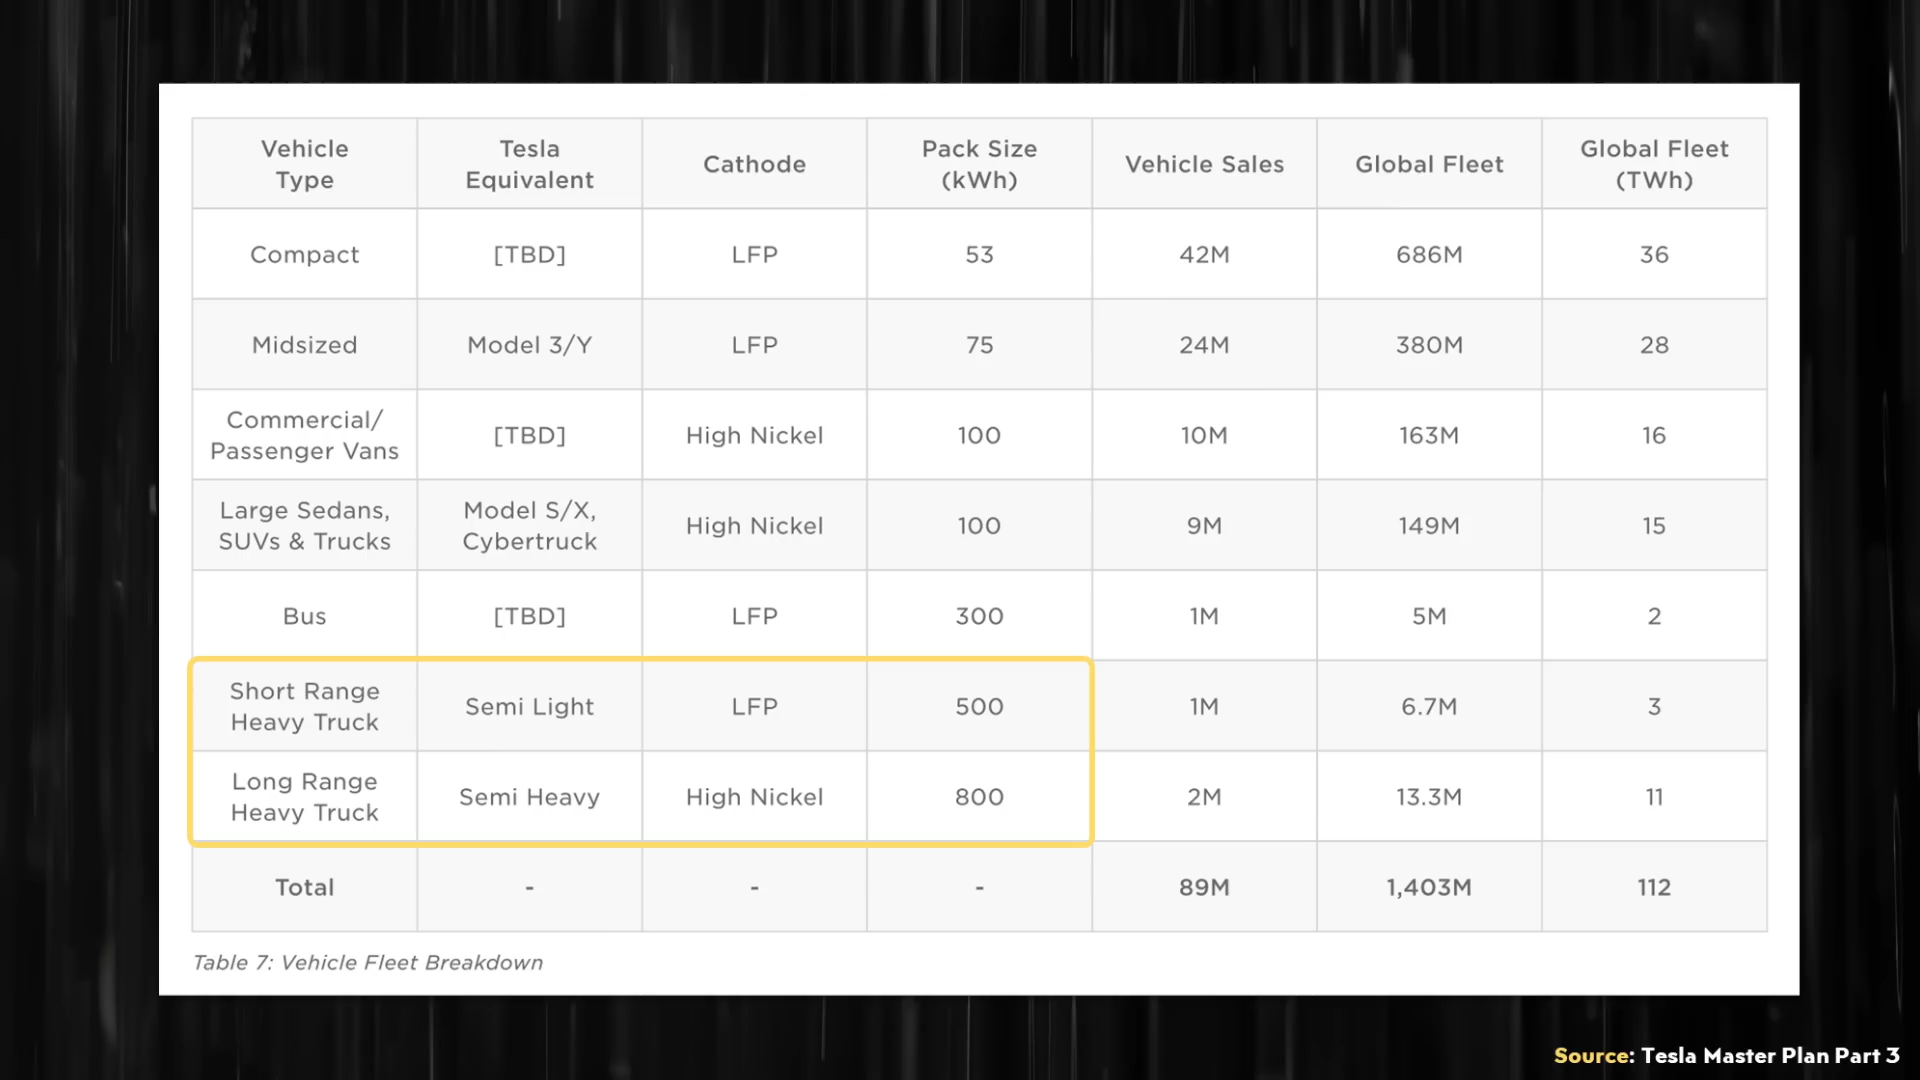 Vehicle Type Tesla Equivalent Cathode Pack Size (kWh) Vehicle Sales Global Fleet Global Fleet (TWh)
Compact [TBD] LFP 53 42M 686M 36
Midsized Model 3/Y LFP 75 24M 380M 28
Commercial/ Passenger Vans [TBD] High Nickel 100 10M 163M 16
Large Sedans, SUVs & Trucks Model S/X, Cybertruck High Nickel 100 9M 149M 15
Bus [TBD] LFP 300 1M 5M 2
Short Range Heavy Truck Semi Light LFP 500 1M 6.7M 3
Long Range Heavy Truck Semi Heavy High Nickel 800 2M 13.3M 11
Total - - - 89M 1,403M 112
Table 7: Vehicle Fleet Breakdown
Source: Tesla Master Plan Part 3